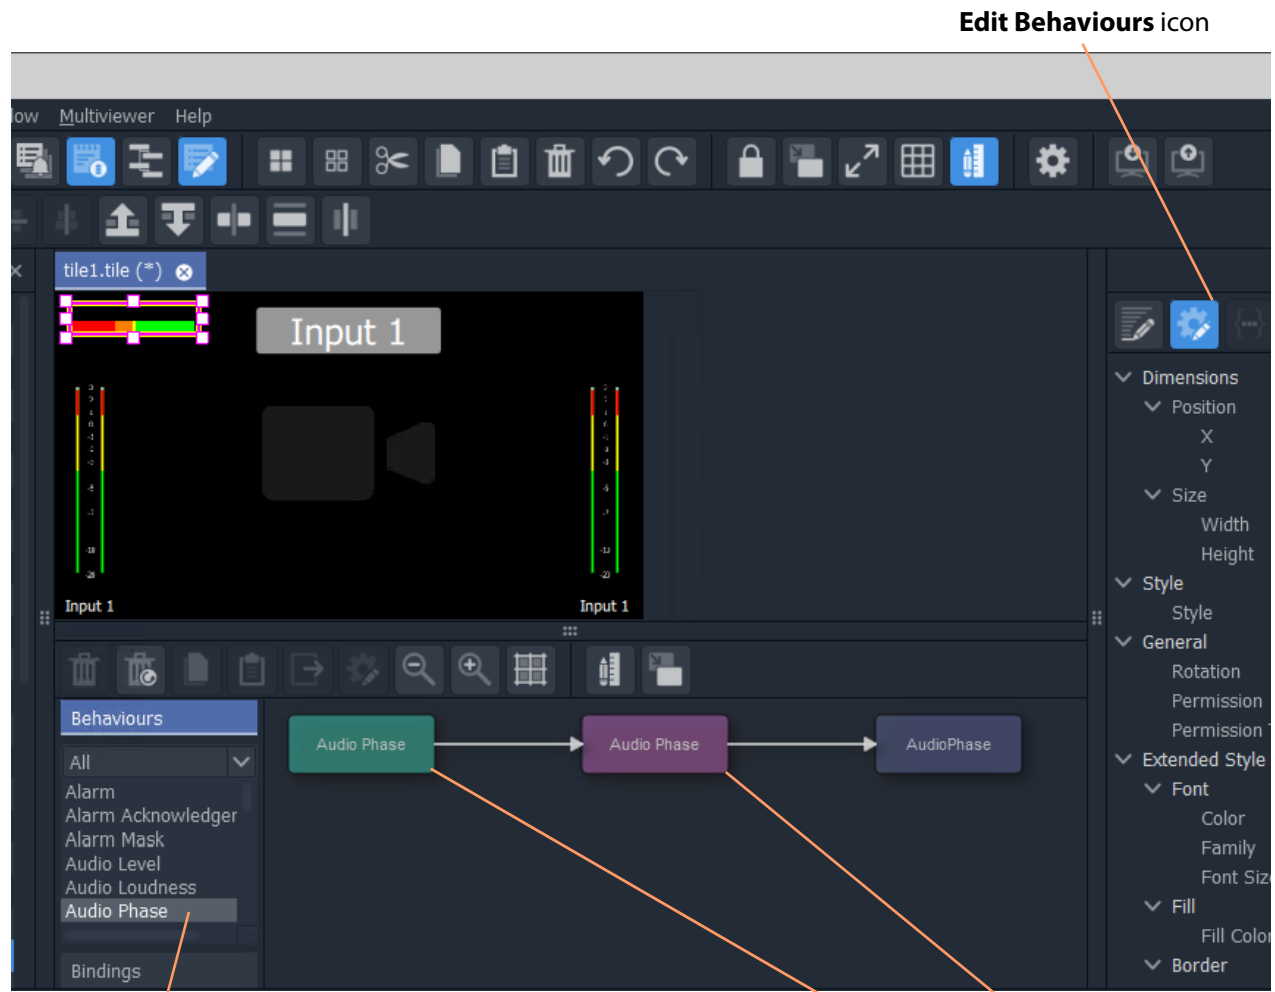 Edit Behaviours icon
low Multiviewer Help
tile1.tile (*)
Input 1
Input 1
Input 1
Dimensions
Position
X
Y
Size
Width
Height
Style
Style
General
Rotation
Permission
Permission
Extended Style
Font
Color
Family
Font Size
Fill
Fill Color
Border
Behaviours
All
Alarm
Alarm Acknowledger
Alarm Mask
Audio Level
Audio Loudness
Audio Phase
Bindings
Audio Phase
Audio Phase
AudioPhase